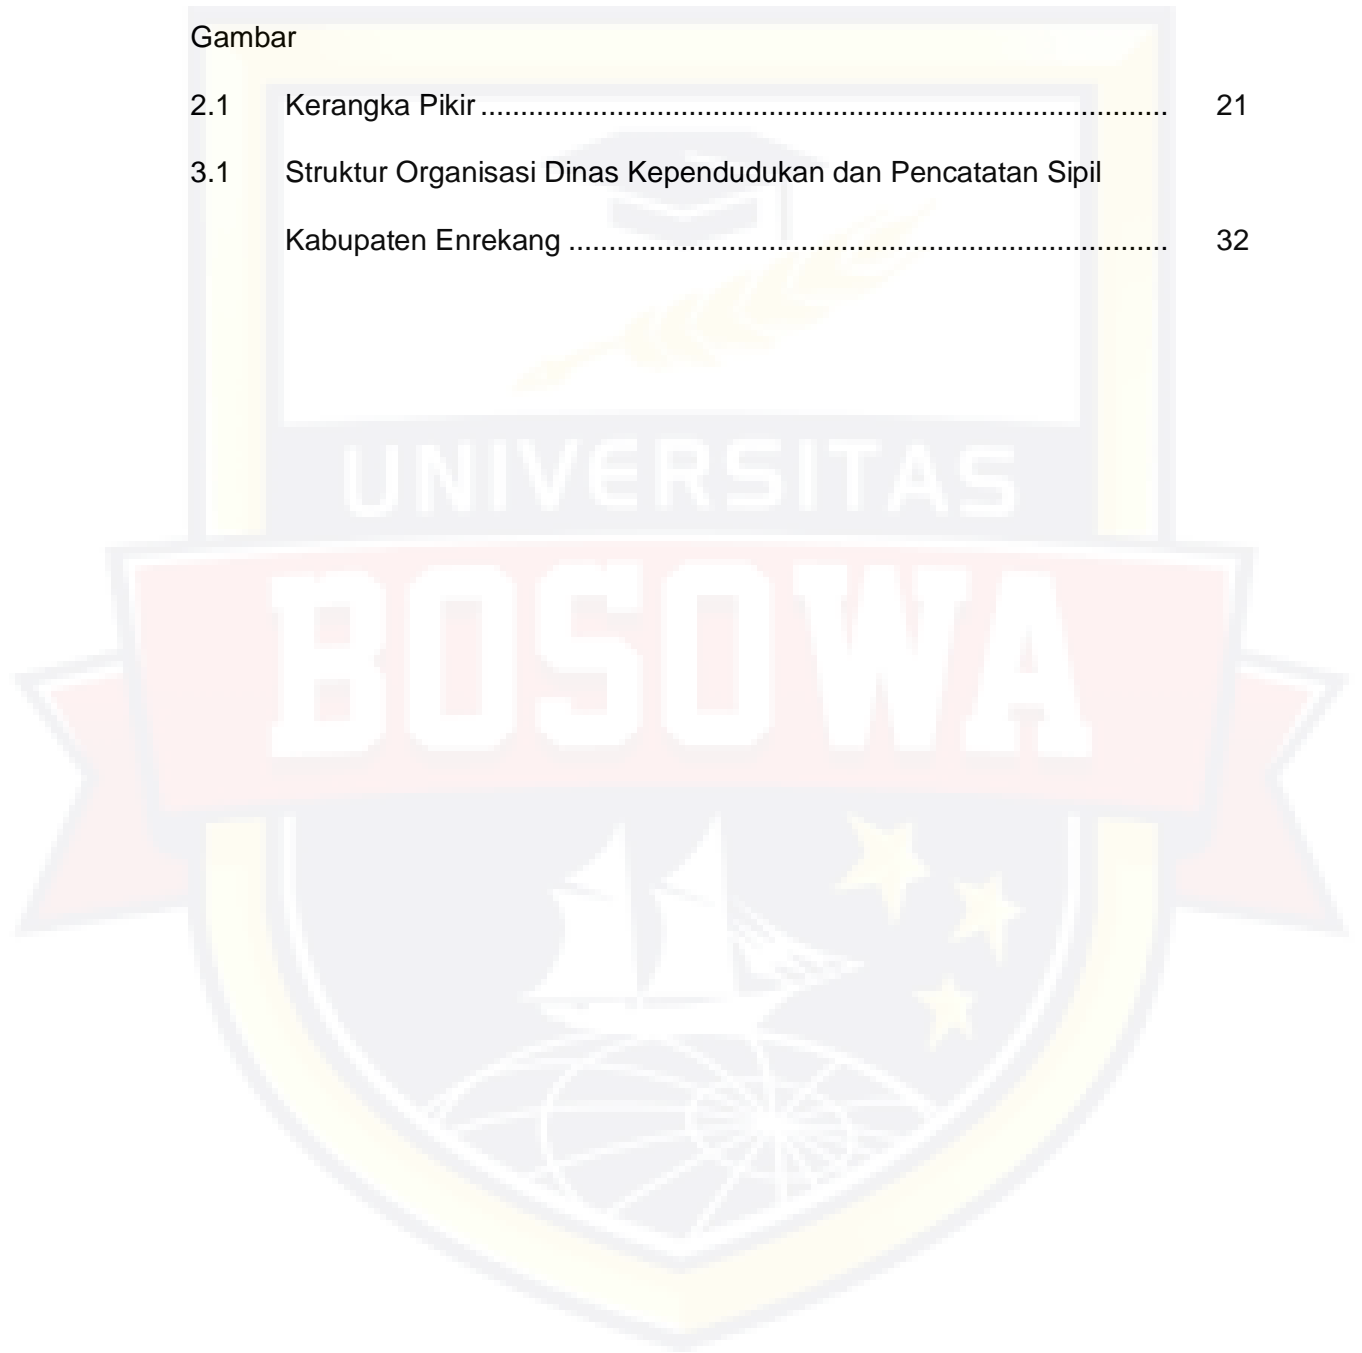 Gambar
2.1 Kerangka Pikir ............................................................................. 21
3.1 Struktur Organisasi Dinas Kependudukan dan Pencatatan Sipil
Kabupaten Enrekang ................................................................... 32
UNIVERSITAS
BOSOWA